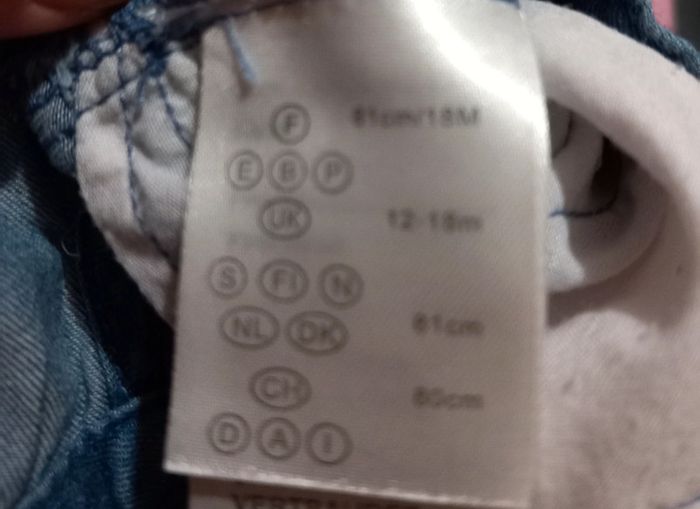 F 81cm/18M
E B P
UK 12-18m
S FI N
NL DK 81cm
CH 80cm
D A I